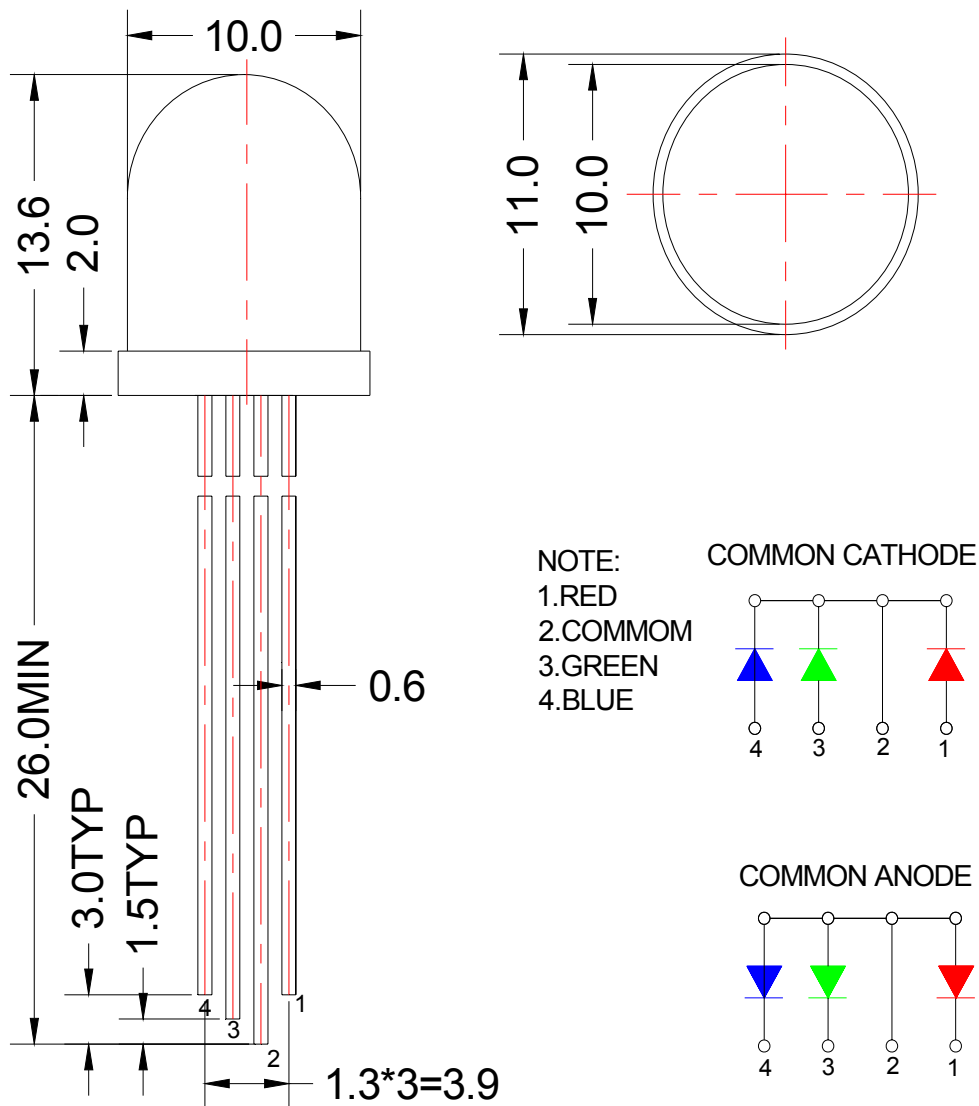 10.0
13.6
2.0
11.0
10.0
26.0MIN
0.6
3.0TYP
1.5TYP
4
3
2
1
1.3*3=3.9
NOTE:
1.RED
2.COMMOM
3.GREEN
4.BLUE
COMMON CATHODE
4 3 2 1
COMMON ANODE
4 3 2 1